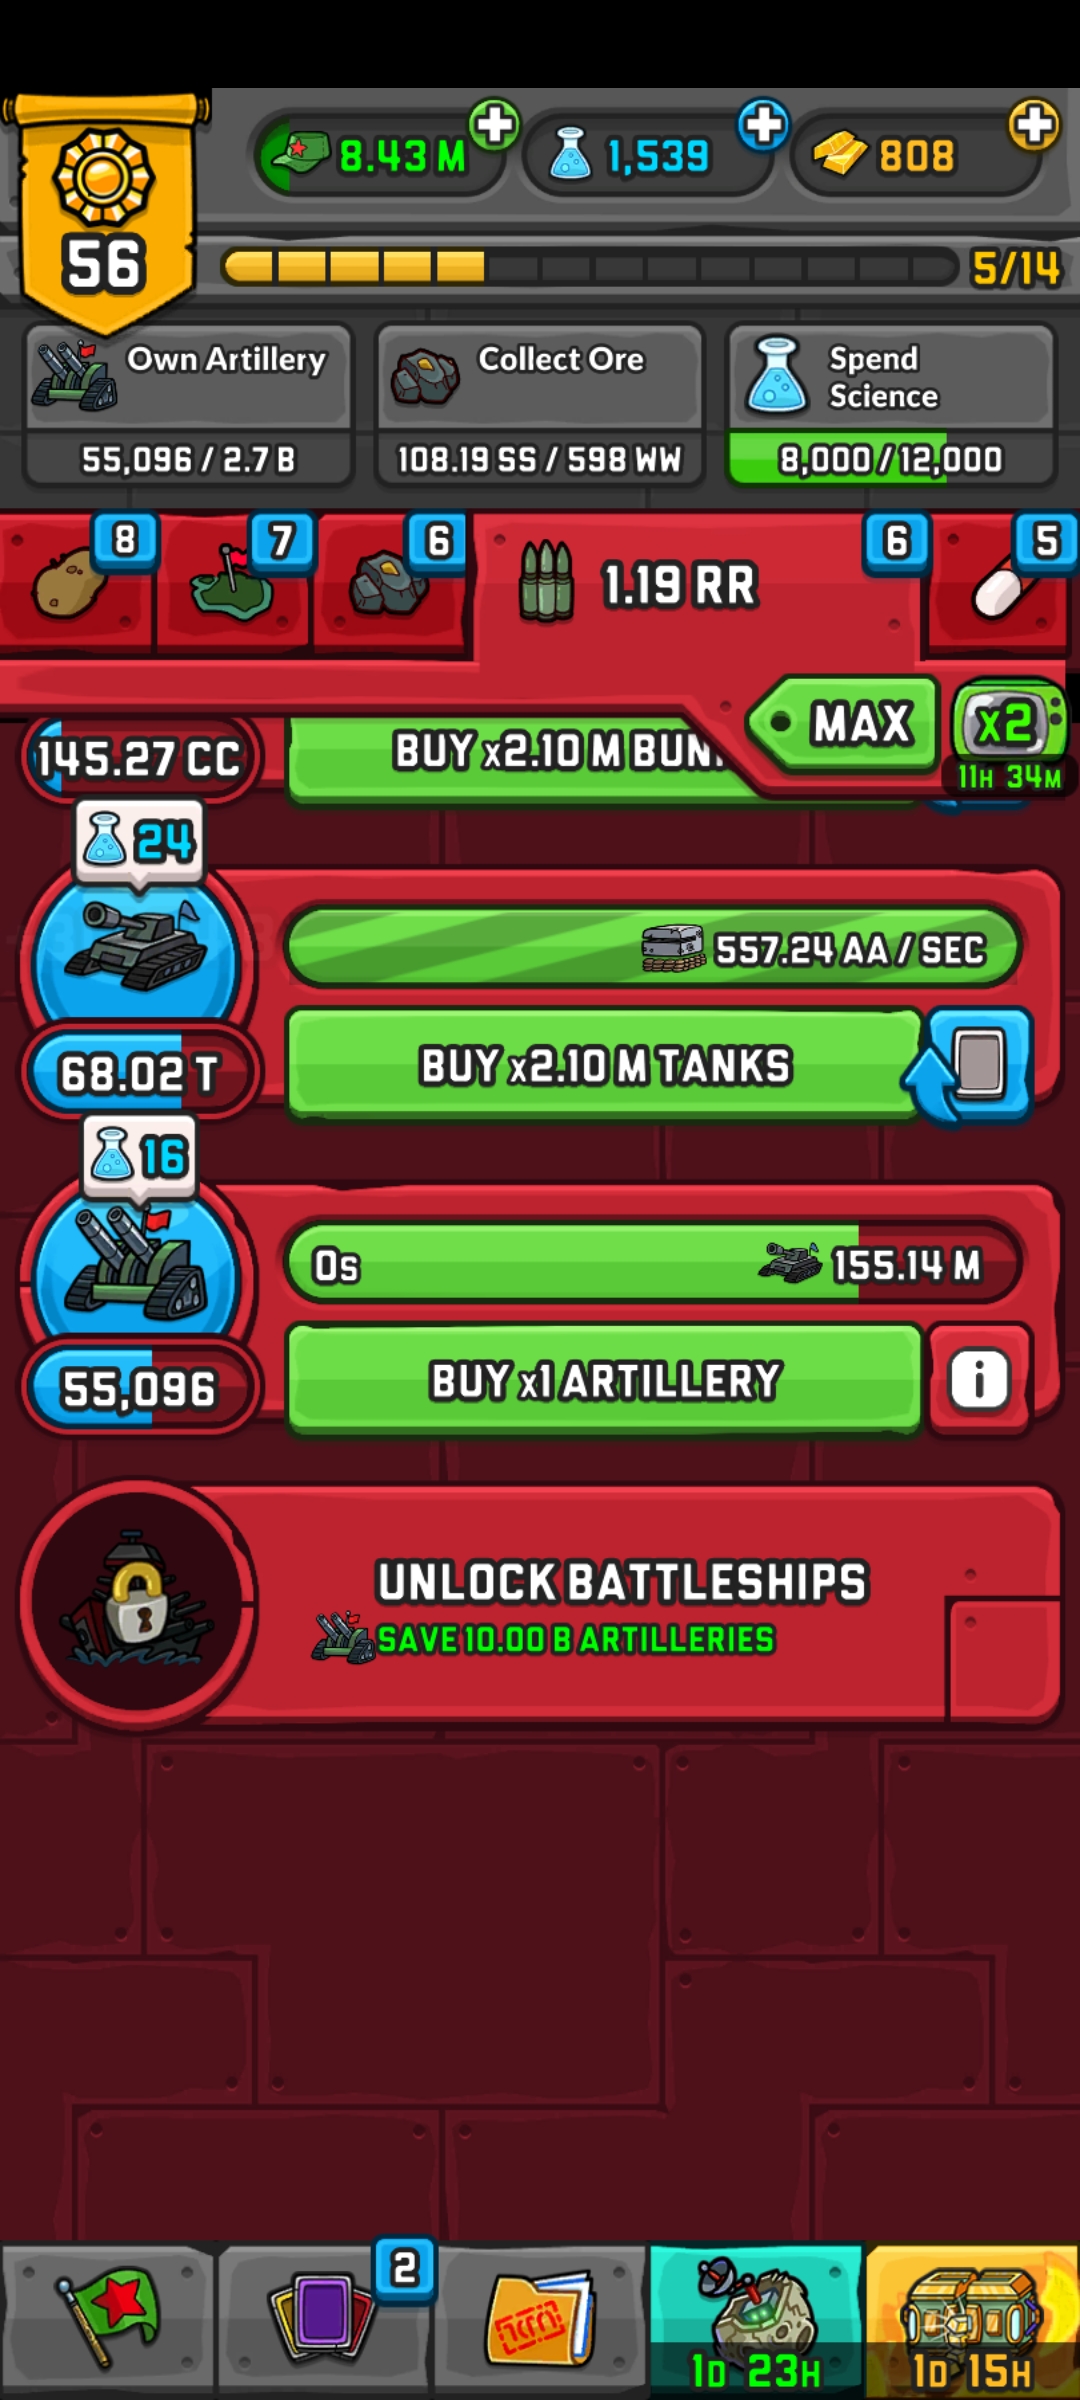 56
8.43 M
1,539
808
5/14
Own Artillery
55,096 / 2.7 B
Collect Ore
108.19 SS / 598 WW
Spend
Science
8,000 / 12,000
8
7
6
1.19 RR
6
5
MAX
x2
11H 34M
145.27 CC
BUY x2.10 M BUN
24
557.24 AA / SEC
68.02 T
BUY x2.10 M TANKS
16
0s
155.14 M
55,096
BUY x1 ARTILLERY
i
UNLOCK BATTLESHIPS
SAVE 10.00 B ARTILLERIES
2
1D 23H
1D 15H